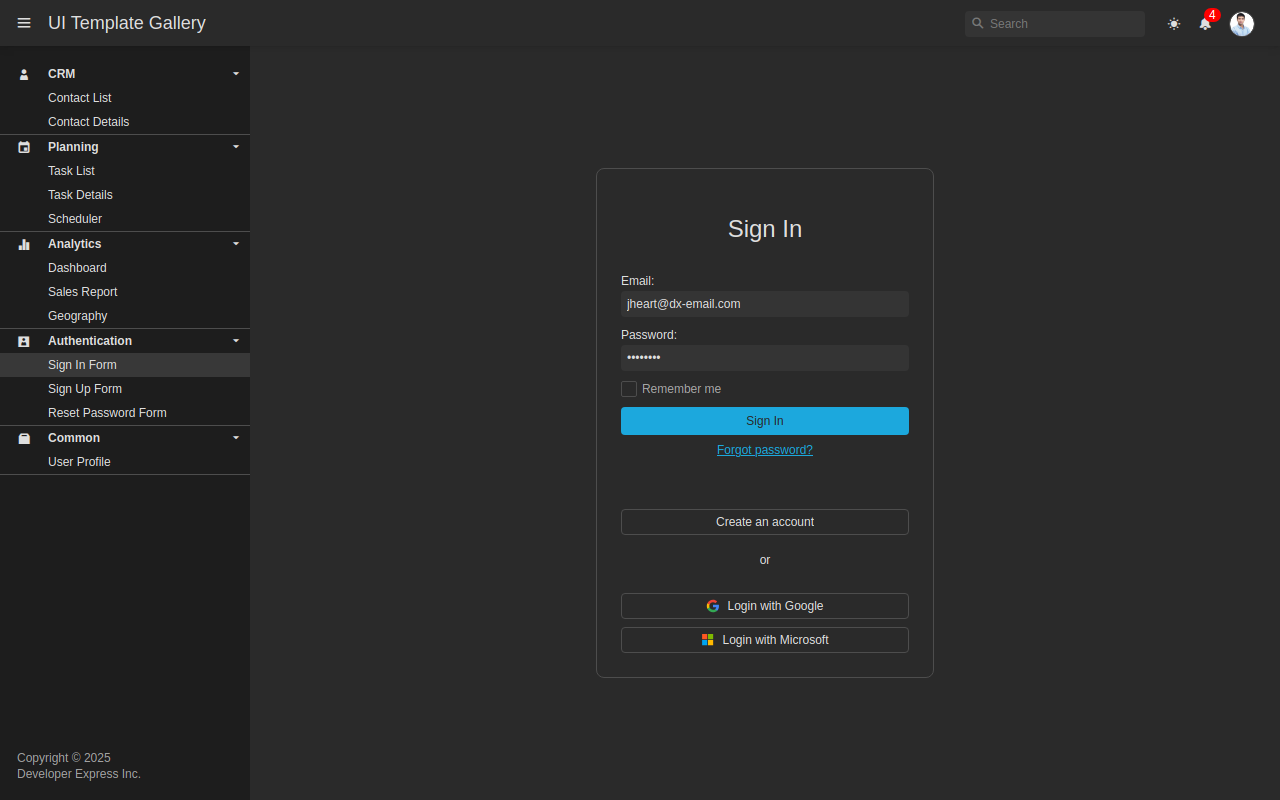 UI Template Gallery
Search
4
CRM
Contact List
Contact Details
Planning
Task List
Task Details
Scheduler
Analytics
Dashboard
Sales Report
Geography
Authentication
Sign In Form
Sign Up Form
Reset Password Form
Common
User Profile
Copyright © 2025
Developer Express Inc.
Sign In
Email:
jheart@dx-email.com
Password:
••••••••
Remember me
Sign In
Forgot password?
Create an account
or
Login with Google
Login with Microsoft